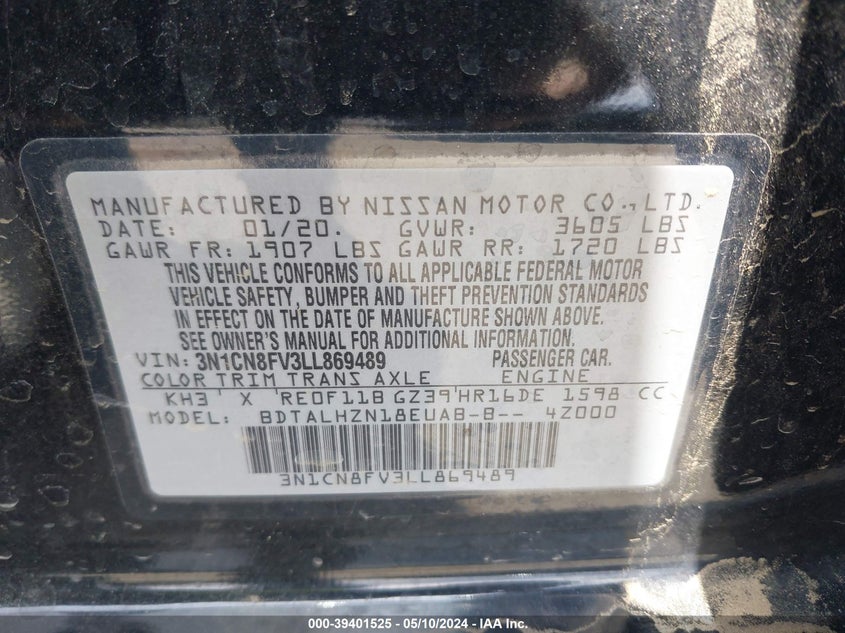 MANUFACTURED BY NISSAN MOTOR CO., LTD.
DATE: 01/20. GVWR: 3605 LBS
GAWR FR: 1907 LBS GAWR RR: 1720 LBS
THIS VEHICLE CONFORMS TO ALL APPLICABLE FEDERAL MOTOR
VEHICLE SAFETY, BUMPER AND THEFT PREVENTION STANDARDS
IN EFFECT ON THE DATE OF MANUFACTURE SHOWN ABOVE.
SEE OWNER'S MANUAL FOR ADDITIONAL INFORMATION.
VIN: 3N1CN8FV3LL869489 PASSENGER CAR.
COLOR TRIM TRANS AXLE ENGINE
KH3 X RE0F11B GZ39 HR16DE 1598 CC
MODEL: BDTALHZN18EUAB-B-- 4Z000
3N1CN8FV3LL869489
000-39401525 - 05/10/2024 - IAA Inc.